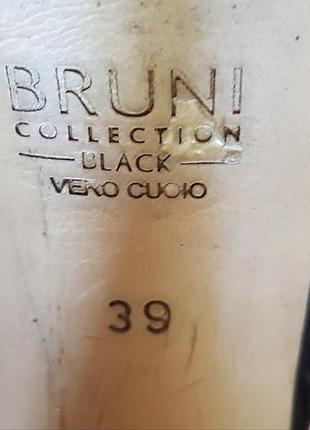 BRUNI
COLLECTION
BLACK
VERO CUOIO
39